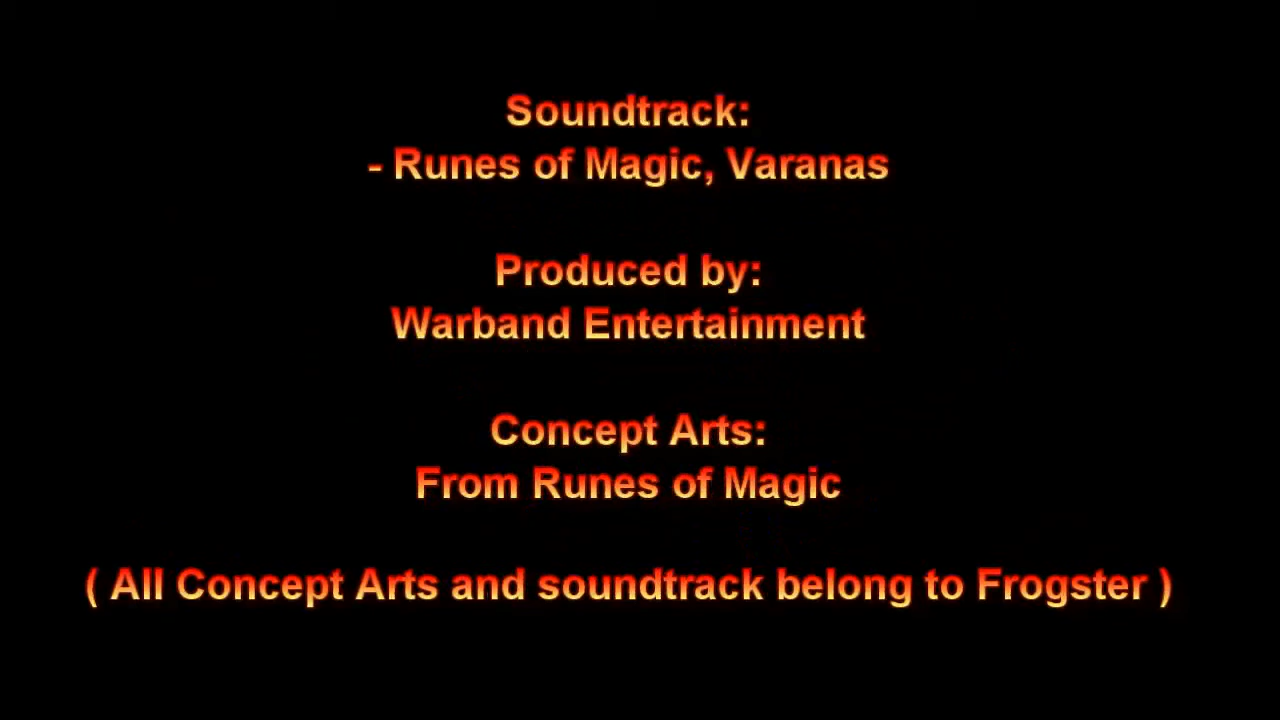 Soundtrack:
- Runes of Magic, Varanas
Produced by:
Warband Entertainment
Concept Arts:
From Runes of Magic
( All Concept Arts and soundtrack belong to Frogster )